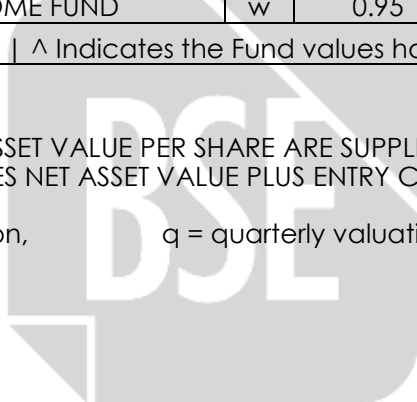 OME FUND w 0.95
| ^ Indicates the Fund values ha
BSE
SSET VALUE PER SHARE ARE SUPPLI
ES NET ASSET VALUE PLUS ENTRY C
on, q = quarterly valuati